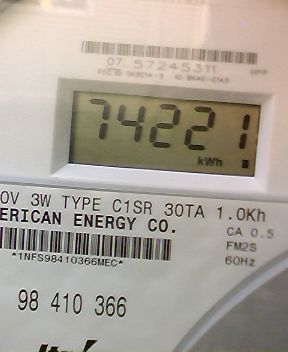 07 57245311
74221
kWh
0V 3W TYPE C1SR 30TA 1.0Kh
ERICAN ENERGY CO.
CA 0.5
FM2S
60Hz
*1NFS98410366MEC*
98 410 366